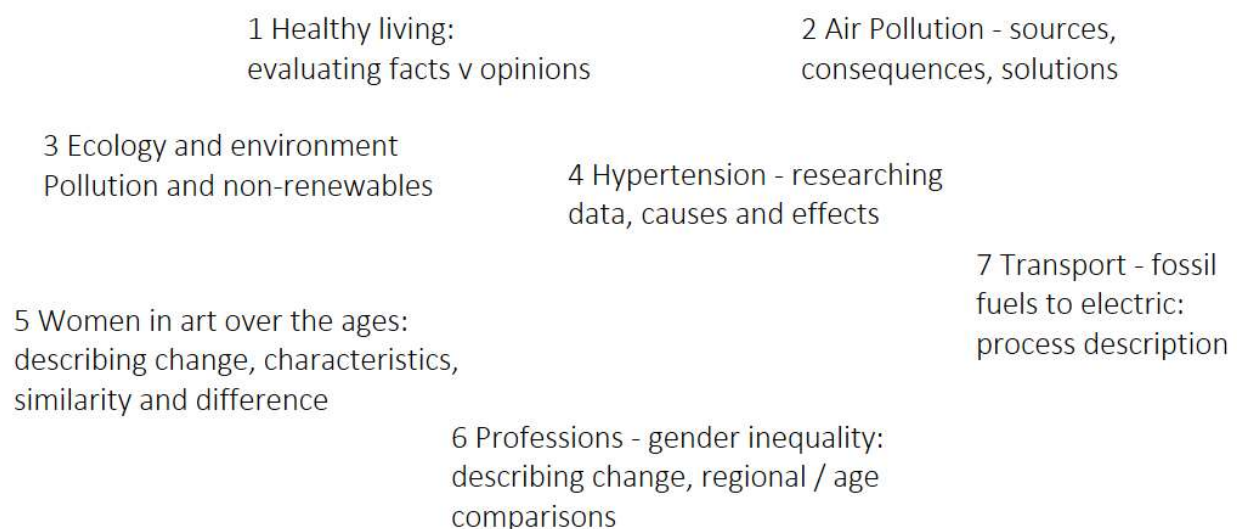 1 Healthy living:
evaluating facts v opinions
2 Air Pollution - sources,
consequences, solutions
3 Ecology and environment
Pollution and non-renewables
4 Hypertension - researching
data, causes and effects
7 Transport - fossil
fuels to electric:
process description
5 Women in art over the ages:
describing change, characteristics,
similarity and difference
6 Professions - gender inequality:
describing change, regional / age
comparisons